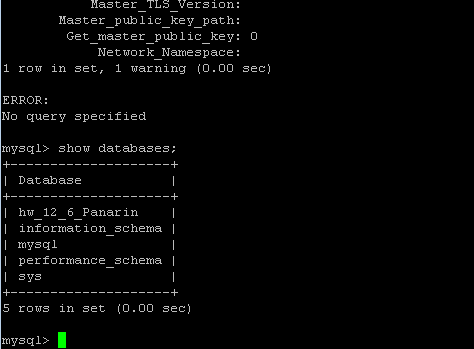 Master_TLS_Version:
Master_public_key_path:
Get_master_public_key: 0
Network_Namespace:
1 row in set, 1 warning (0.00 sec)
ERROR:
No query specified
mysql> show databases;
+--------------------+
| Database           |
+--------------------+
| hw_12_6_Panarin    |
| information_schema |
| mysql              |
| performance_schema |
| sys                |
+--------------------+
5 rows in set (0.00 sec)
mysql>